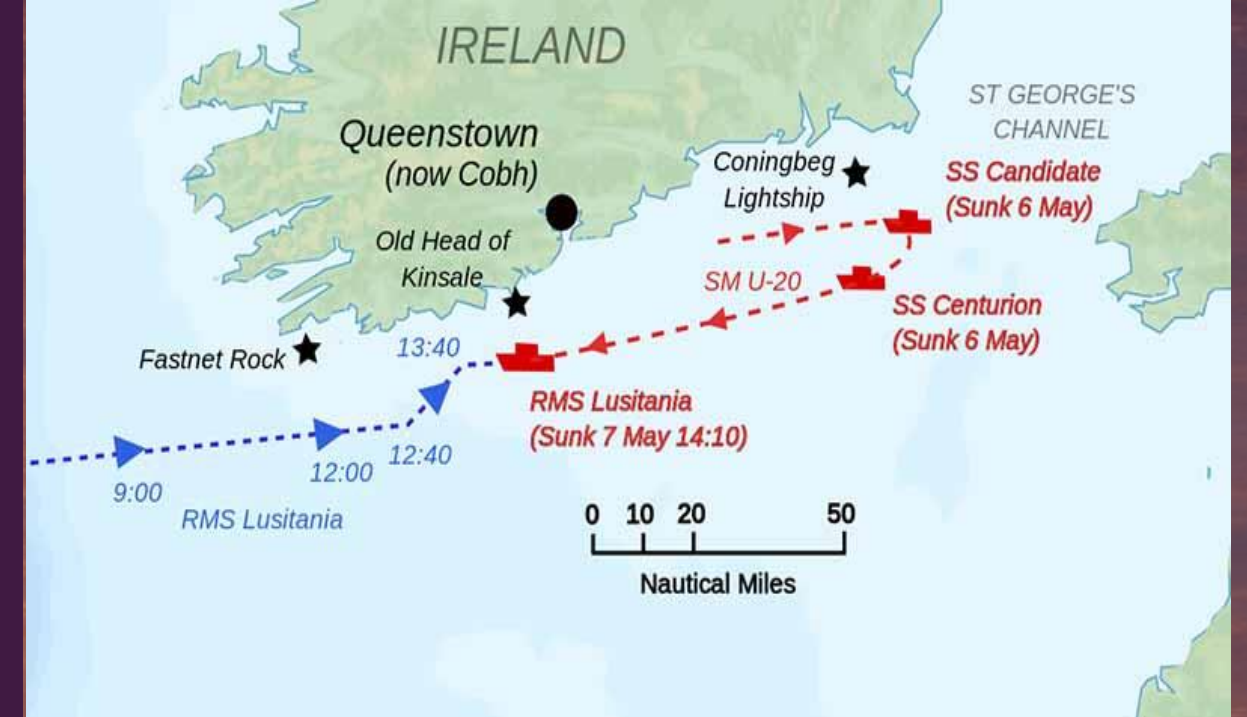 IRELAND
ST GEORGE'S
CHANNEL
Queenstown
(now Cobh)
Coningbeg
Lightship
SS Candidate
(Sunk 6 May)
Old Head of
Kinsale
SM U-20
SS Centurion
(Sunk 6 May)
Fastnet Rock
13:40
RMS Lusitania
(Sunk 7 May 14:10)
12:40
12:00
9:00
RMS Lusitania
0 10 20 50
Nautical Miles